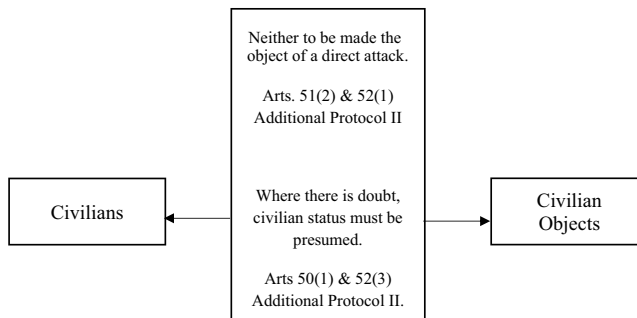 Neither to be made the
object of a direct attack.
Arts. 51(2) & 52(1)
Additional Protocol II
Where there is doubt,
civilian status must be
presumed.
Arts 50(1) & 52(3)
Additional Protocol II.
Civilians
Civilian
Objects